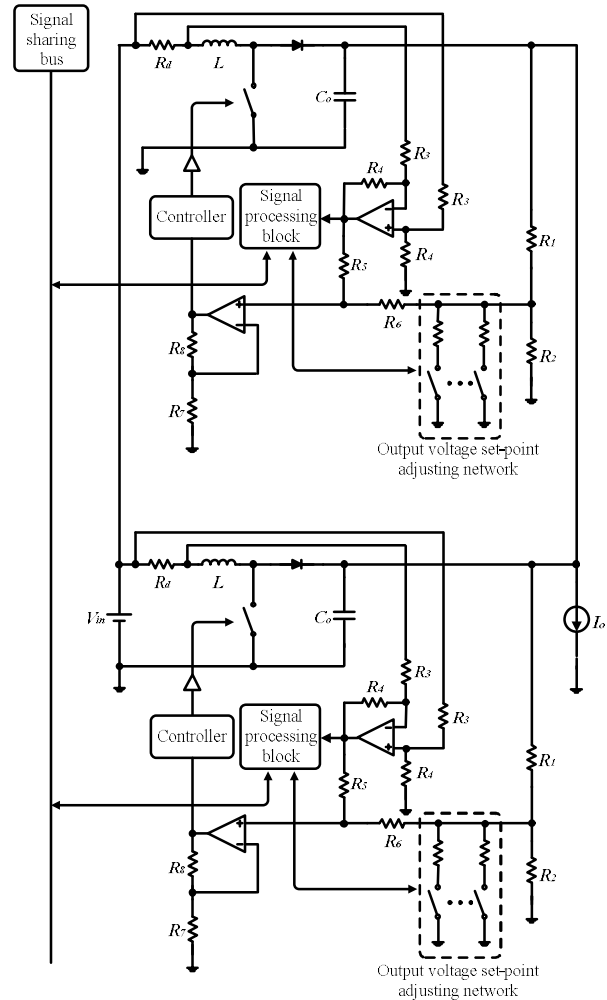 Signal
sharing
bus
Rd
L
Co
R3
R4
R3
Signal
processing
block
Controller
R4
R1
R5
R6
R8
R2
R7
Output voltage set-point
adjusting network
Rd
L
Vin
Co
Io
R3
R4
R3
Signal
processing
block
Controller
R4
R1
R5
R6
R8
R2
R7
Output voltage set-point
adjusting network